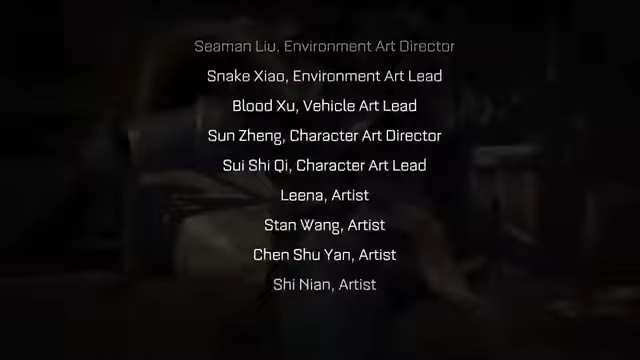 Seaman Liu, Environment Art Director
Snake Xiao, Environment Art Lead
Blood Xu, Vehicle Art Lead
Sun Zheng, Character Art Director
Sui Shi Qi, Character Art Lead
Leena, Artist
Stan Wang, Artist
Chen Shu Yan, Artist
Shi Nian, Artist